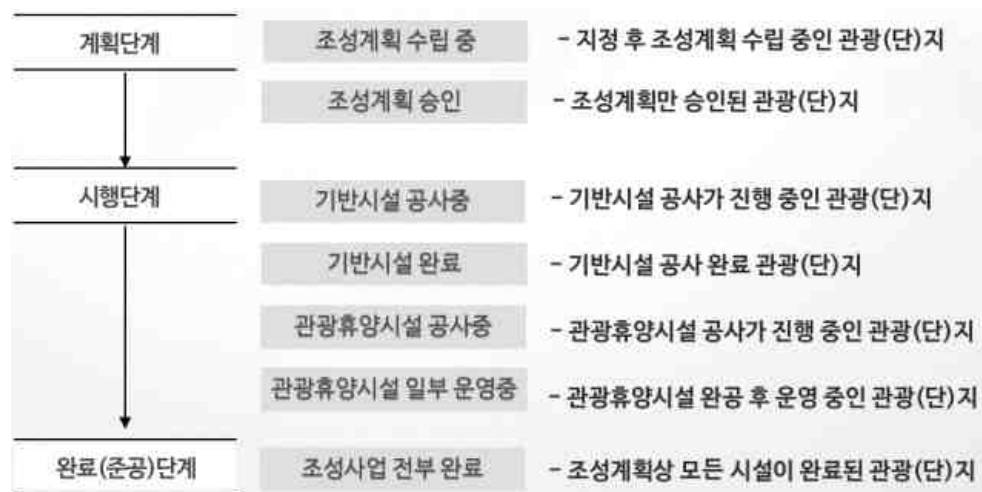 계획단계 조성계획 수립 중 - 지정 후 조성계획 수립 중인 관광(단)지
조성계획 승인 - 조성계획만 승인된 관광(단)지
시행단계 기반시설 공사중 - 기반시설 공사가 진행 중인 관광(단)지
기반시설 완료 - 기반시설 공사 완료 관광(단)지
관광휴양시설 공사중 - 관광휴양시설 공사가 진행 중인 관광(단)지
관광휴양시설 일부 운영중 - 관광휴양시설 완공 후 운영 중인 관광(단)지
완료(준공)단계 조성사업 전부 완료 - 조성계획상 모든 시설이 완료된 관광(단)지